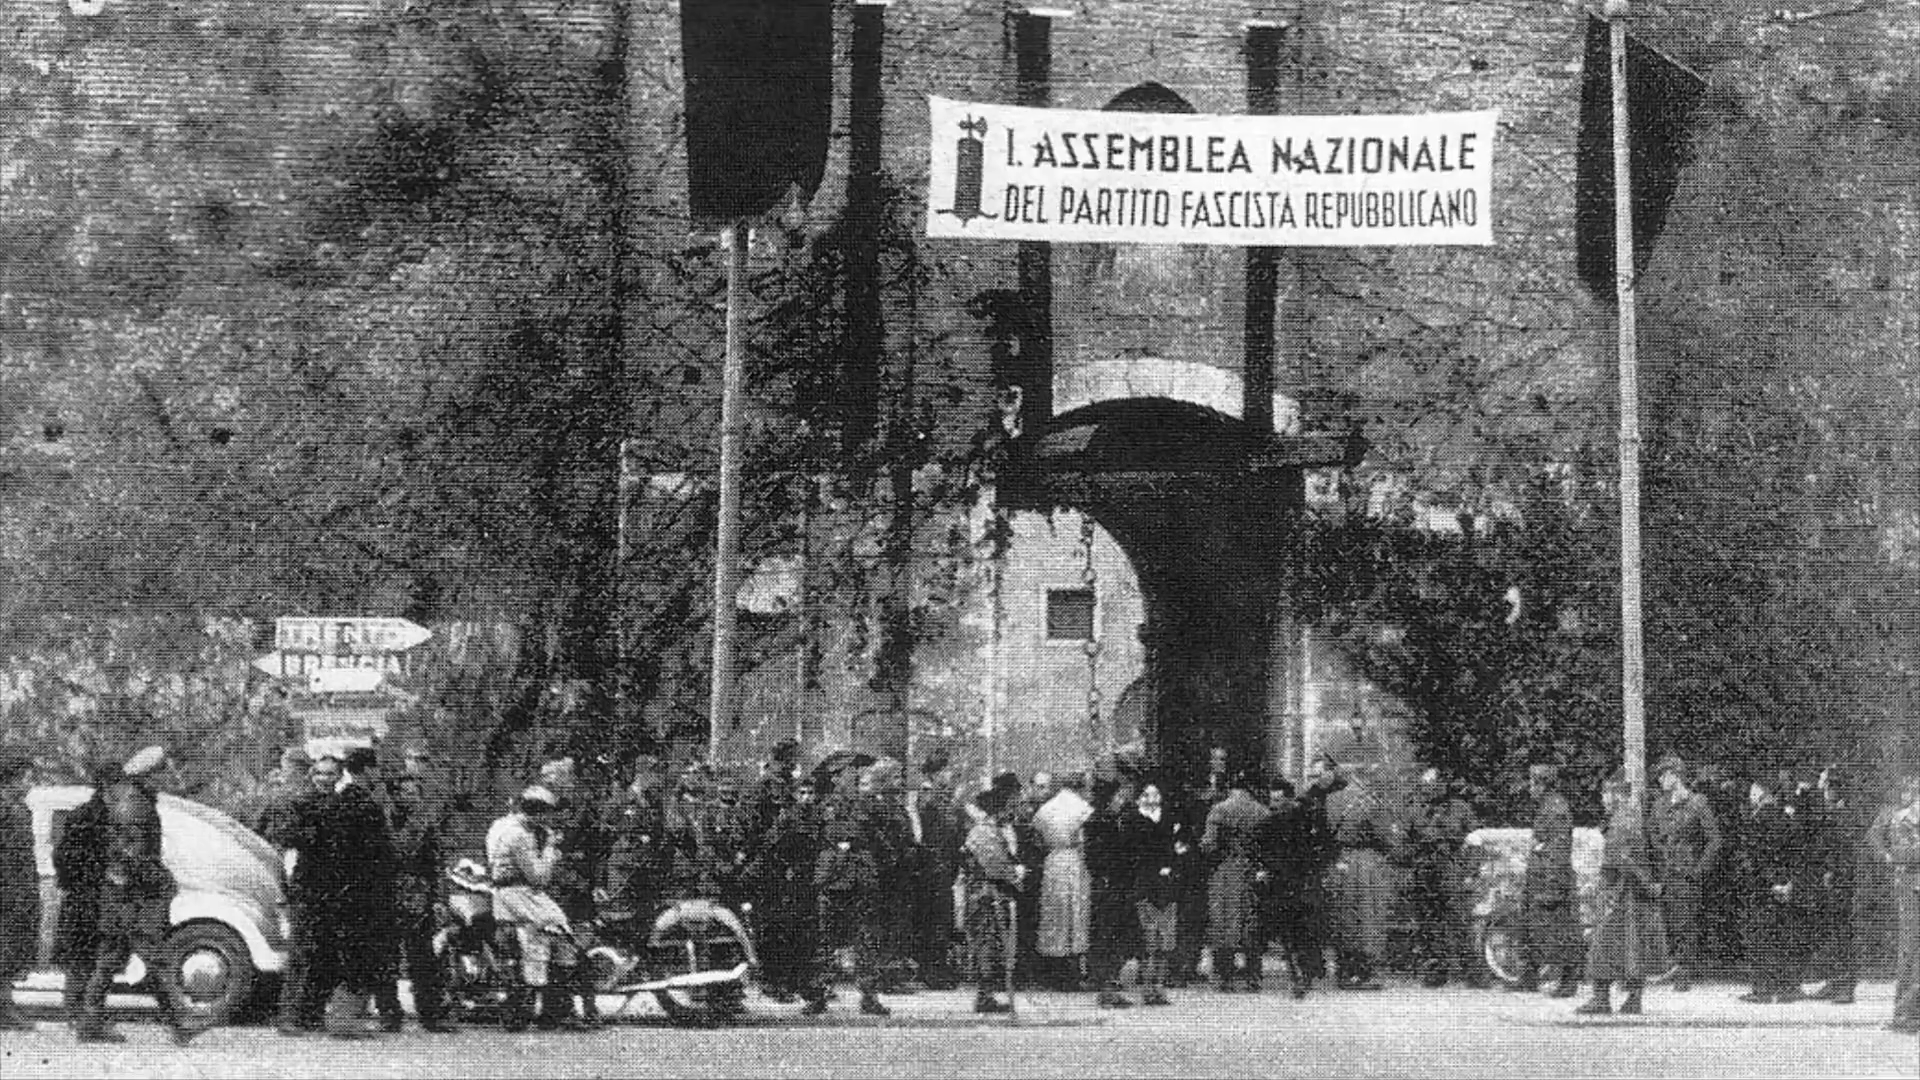 I. ASSEMBLEA NAZIONALE
DEL PARTITO FASCISTA REPUBBLICANO
TRENTO
BRESCIA